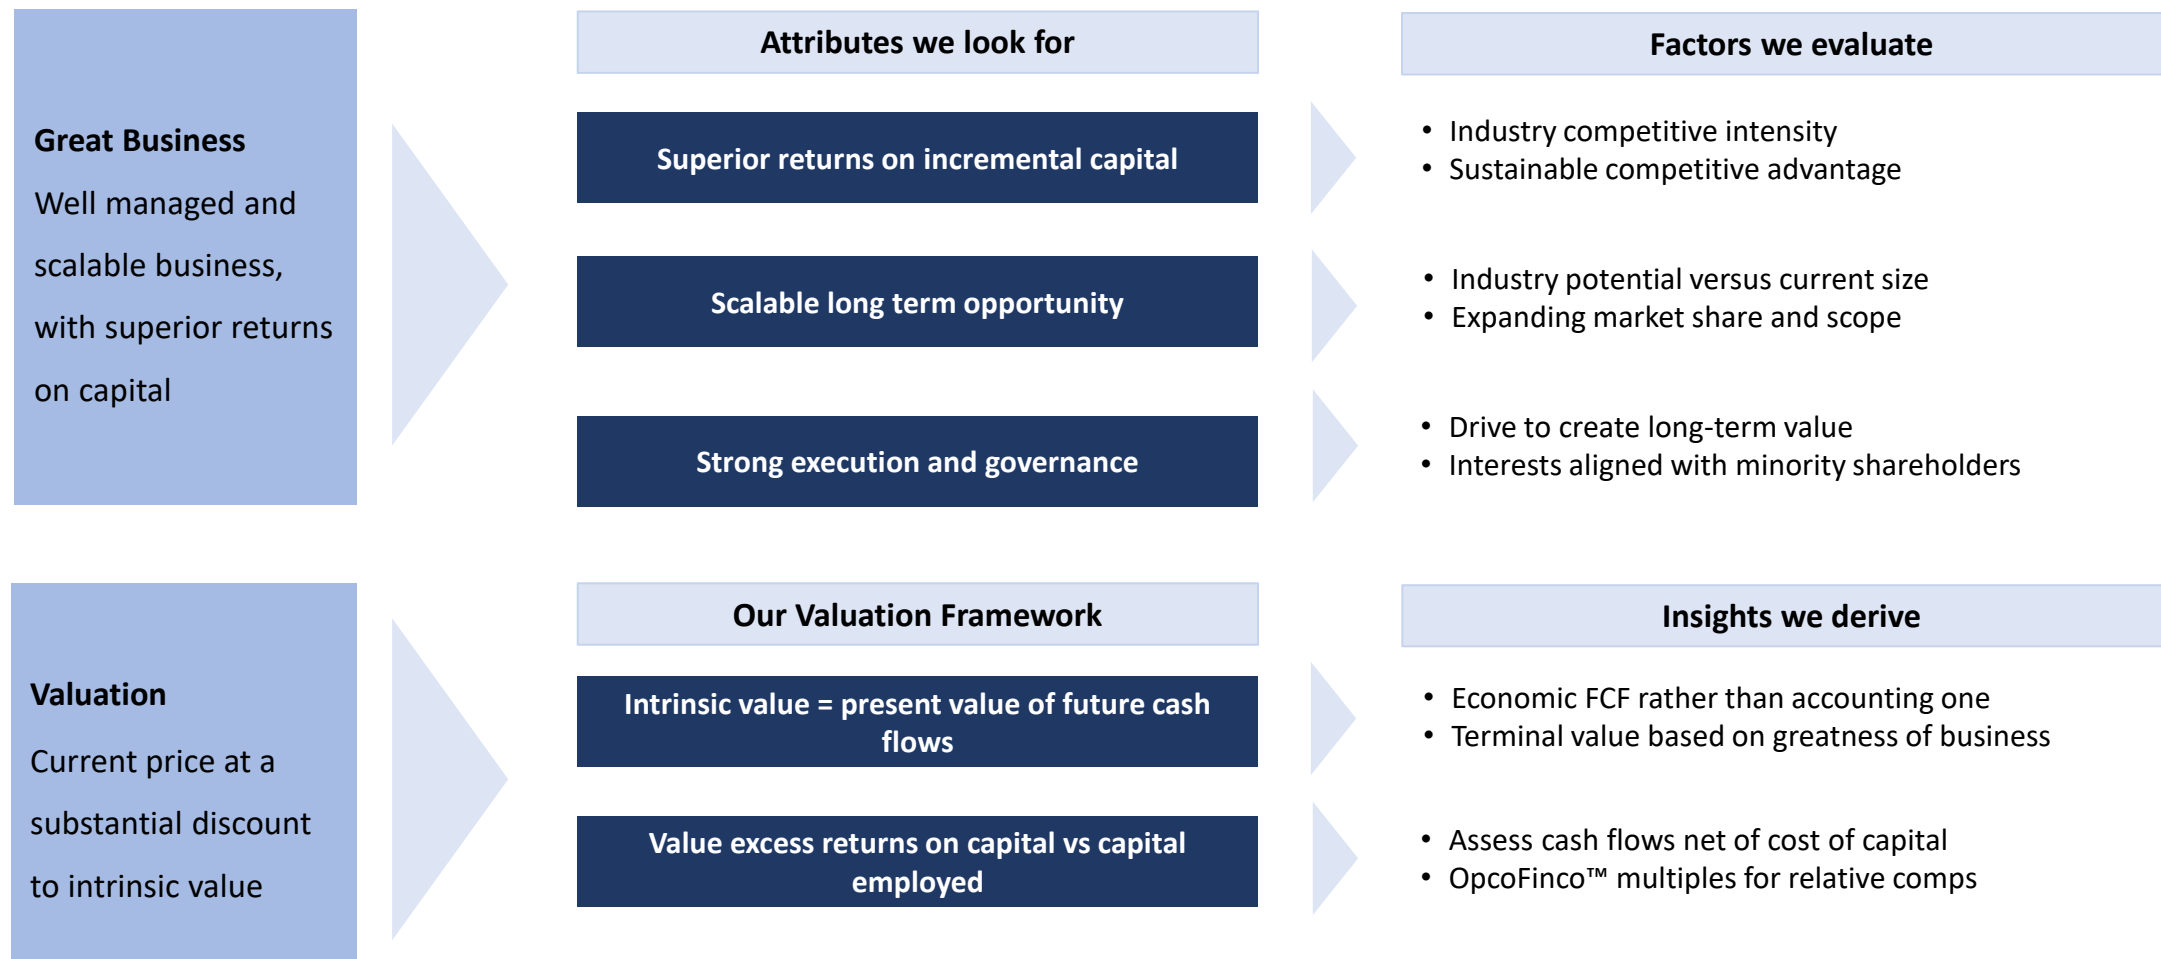 Great Business
Well managed and
scalable business,
with superior returns
on capital
Attributes we look for
Superior returns on incremental capital
Scalable long term opportunity
Strong execution and governance
Factors we evaluate
• Industry competitive intensity
• Sustainable competitive advantage
• Industry potential versus current size
• Expanding market share and scope
• Drive to create long-term value
• Interests aligned with minority shareholders
Valuation
Current price at a
substantial discount
to intrinsic value
Our Valuation Framework
Intrinsic value = present value of future cash
flows
Value excess returns on capital vs capital
employed
Insights we derive
• Economic FCF rather than accounting one
• Terminal value based on greatness of business
• Assess cash flows net of cost of capital
• OpcoFinco™ multiples for relative comps